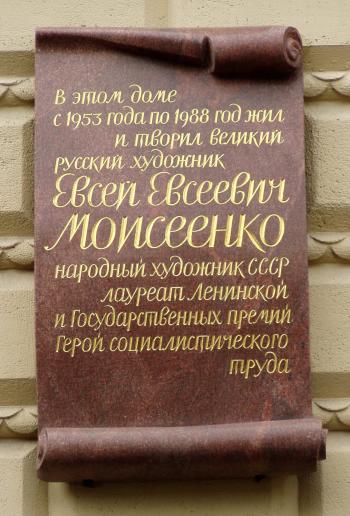 В этом доме
с 1953 года по 1988 год жил
и творил великий
русский художник
Евсей Евсеевич
Моисеенко
народный художник СССР
лауреат Ленинской
и Государственных премий
Герой социалистического
труда